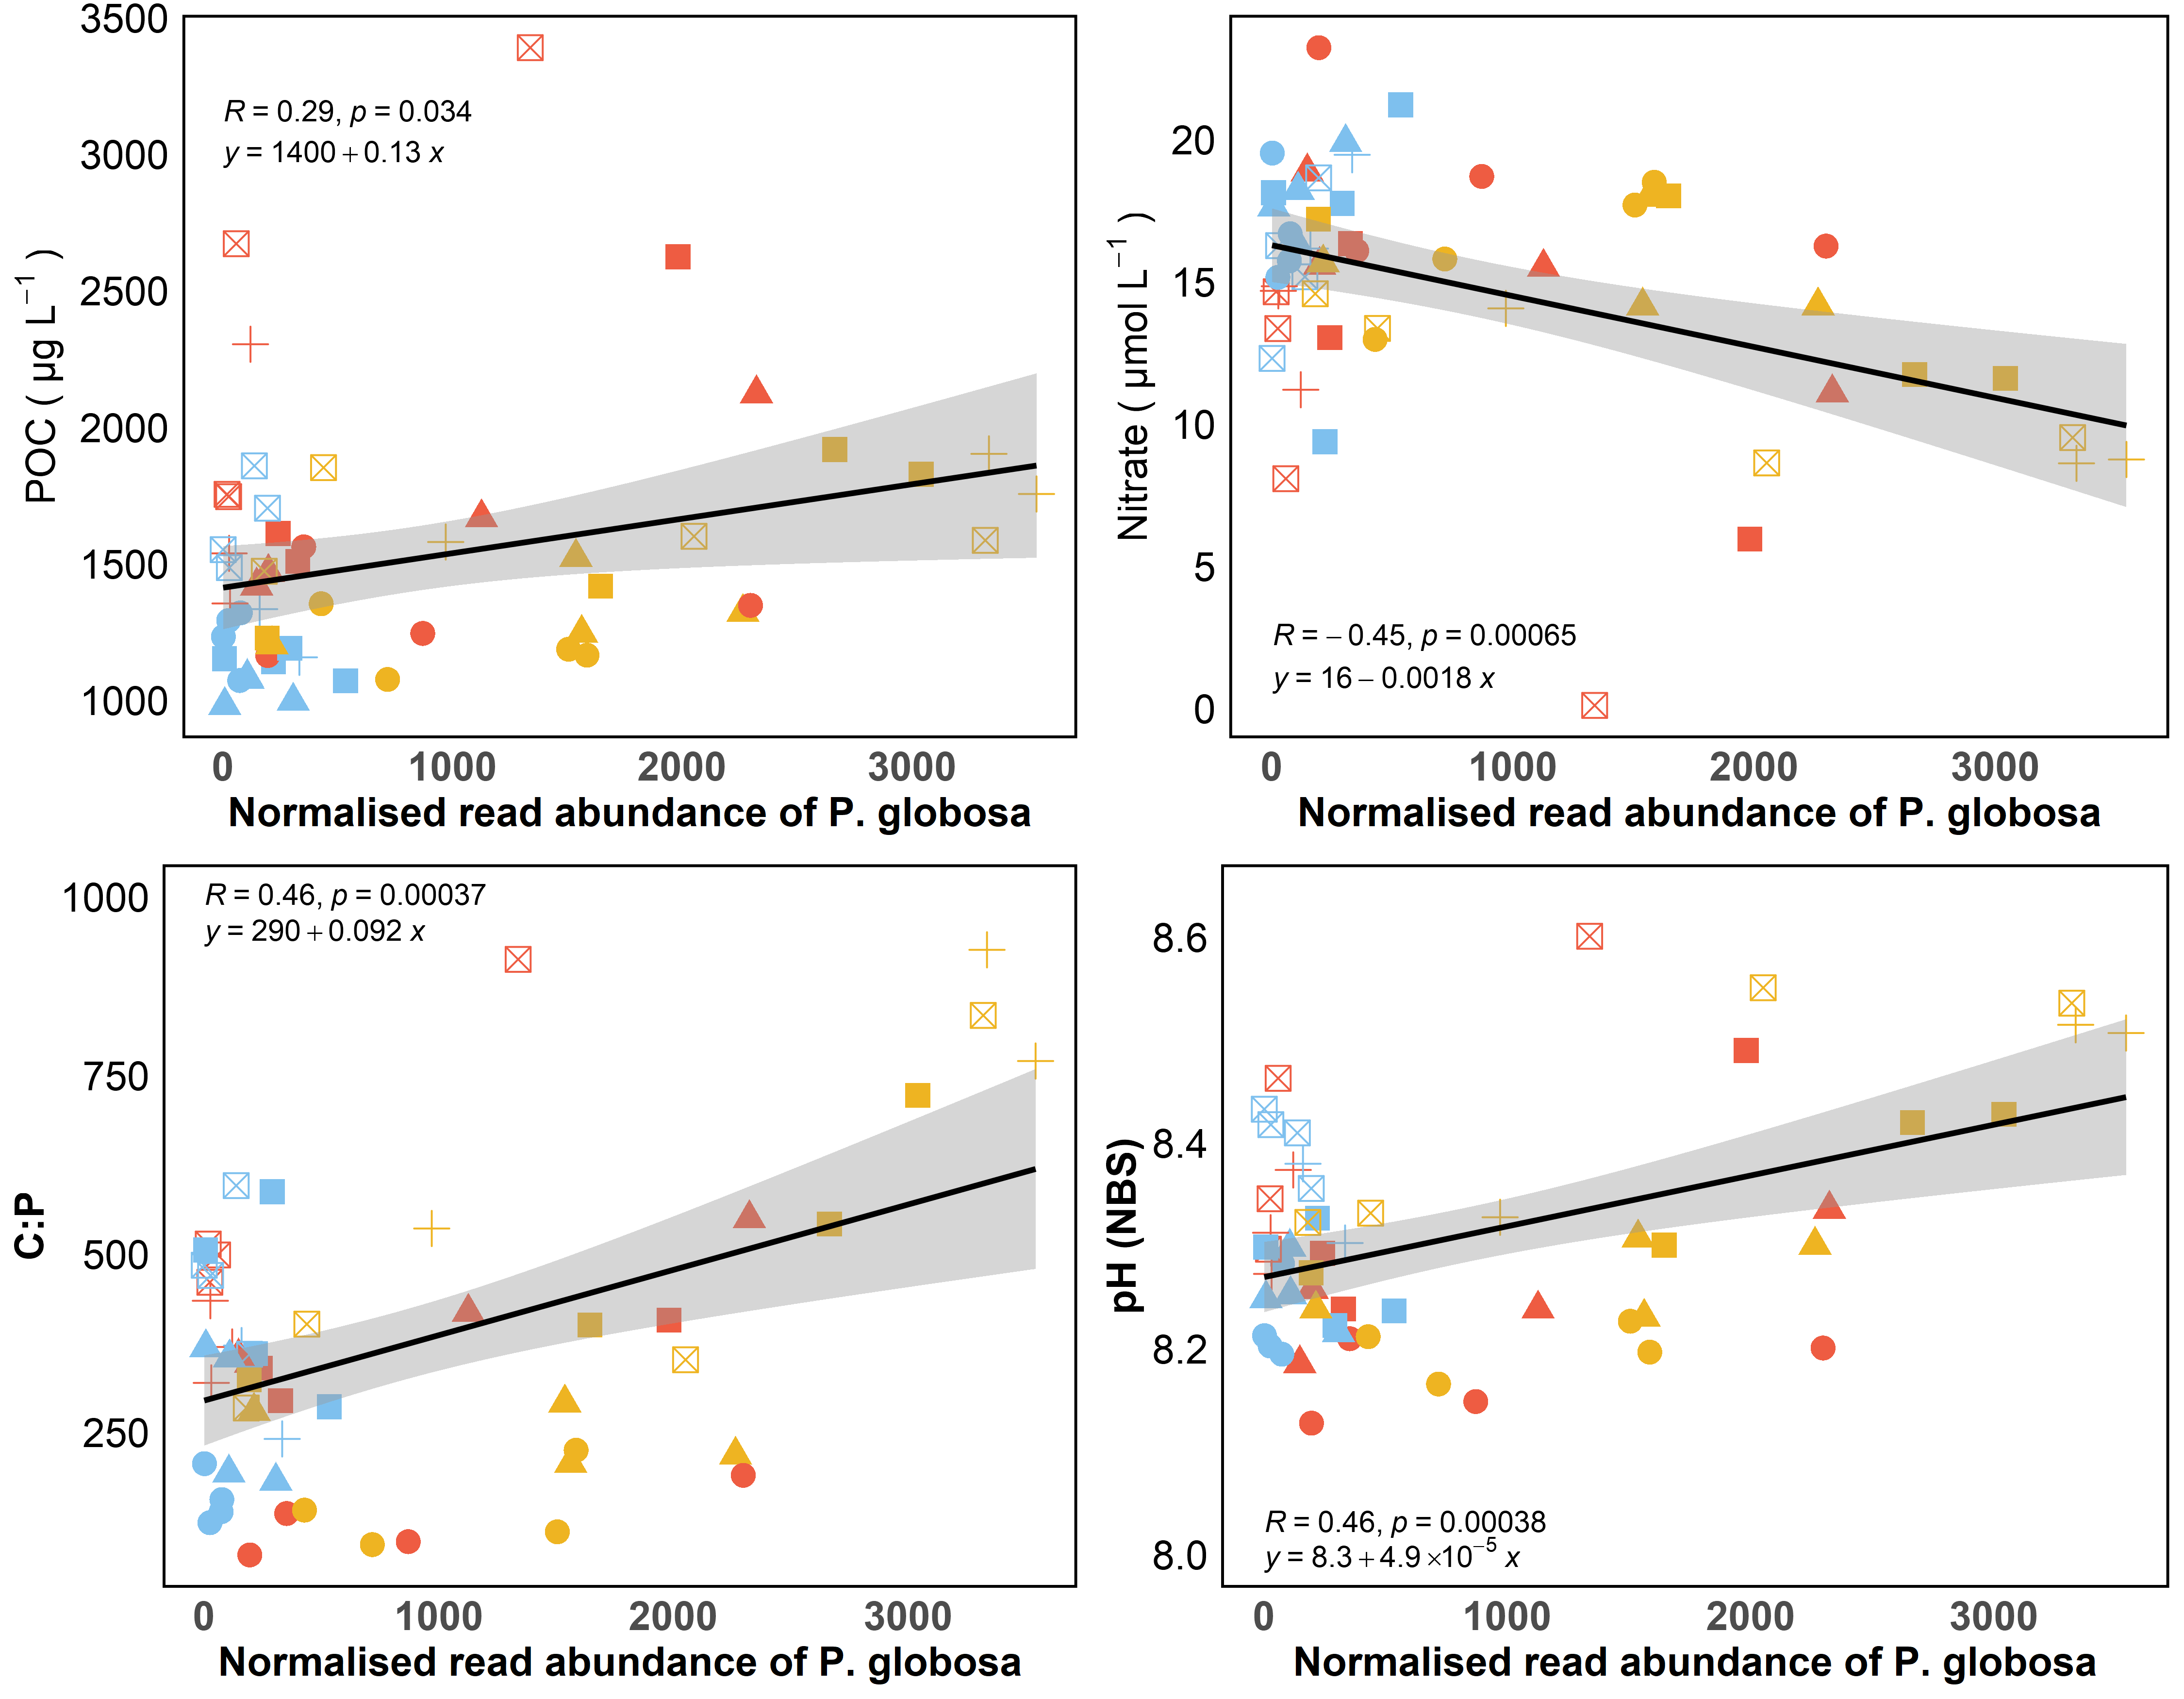 3500
3000
2500
2000
1500
1000
POC ( µg L⁻¹ )
R = 0.29, p = 0.034
y = 1400 + 0.13 x
0 1000 2000 3000
Normalised read abundance of P. globosa
20
15
10
5
0
Nitrate ( µmol L⁻¹ )
R = − 0.45, p = 0.00065
y = 16 − 0.0018 x
0 1000 2000 3000
Normalised read abundance of P. globosa
1000
750
500
250
C:P
R = 0.46, p = 0.00037
y = 290 + 0.092 x
0 1000 2000 3000
Normalised read abundance of P. globosa
8.6
8.4
8.2
8.0
pH (NBS)
R = 0.46, p = 0.00038
y = 8.3 + 4.9 ×10⁻⁵ x
0 1000 2000 3000
Normalised read abundance of P. globosa